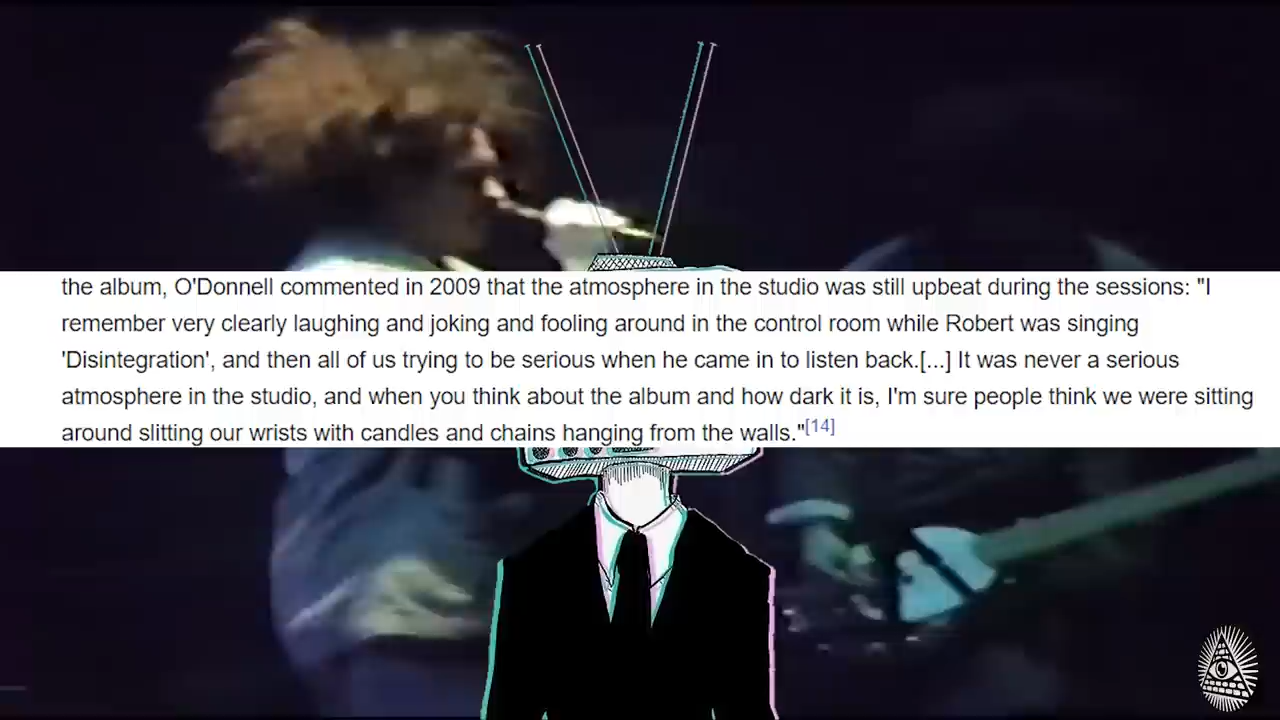 the album, O'Donnell commented in 2009 that the atmosphere in the studio was still upbeat during the sessions: "I
remember very clearly laughing and joking and fooling around in the control room while Robert was singing
'Disintegration', and then all of us trying to be serious when he came in to listen back.[...] It was never a serious
atmosphere in the studio, and when you think about the album and how dark it is, I'm sure people think we were sitting
around slitting our wrists with candles and chains hanging from the walls."[14]